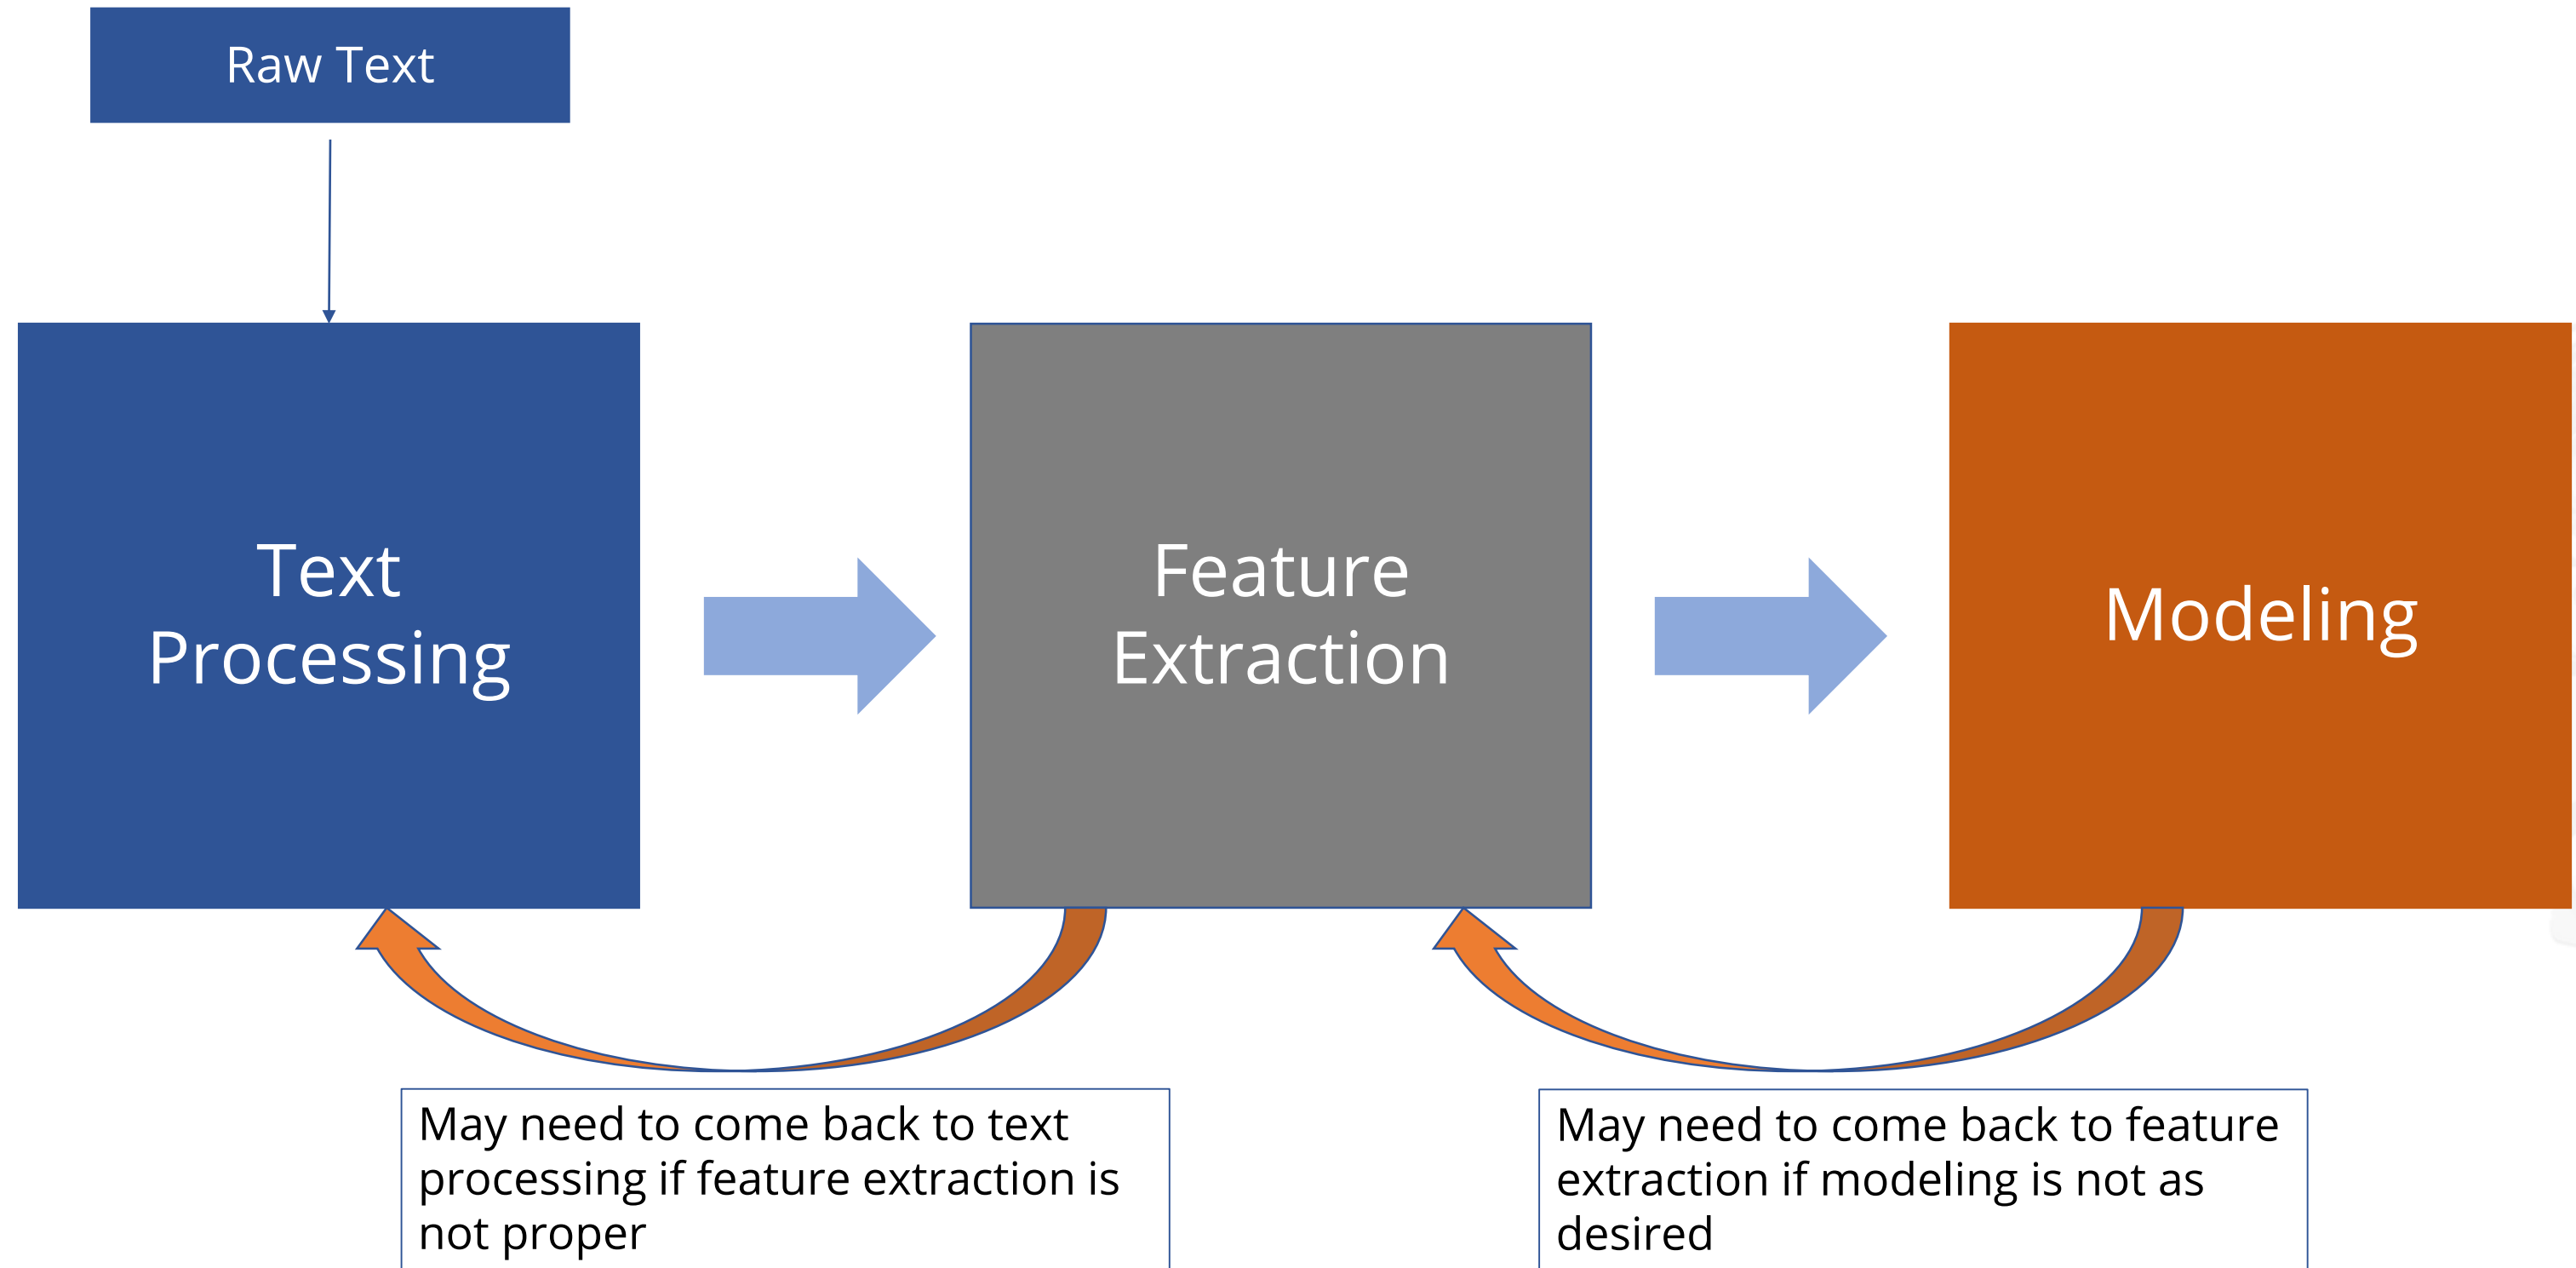 Raw Text
Text
Processing
Feature
Extraction
Modeling
May need to come back to text
processing if feature extraction is
not proper
May need to come back to feature
extraction if modeling is not as
desired